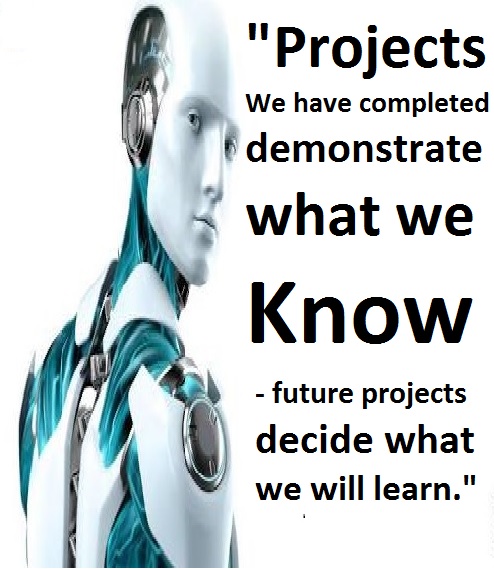 "Projects
We have completed
demonstrate
what we
Know
- future projects
decide what
we will learn."